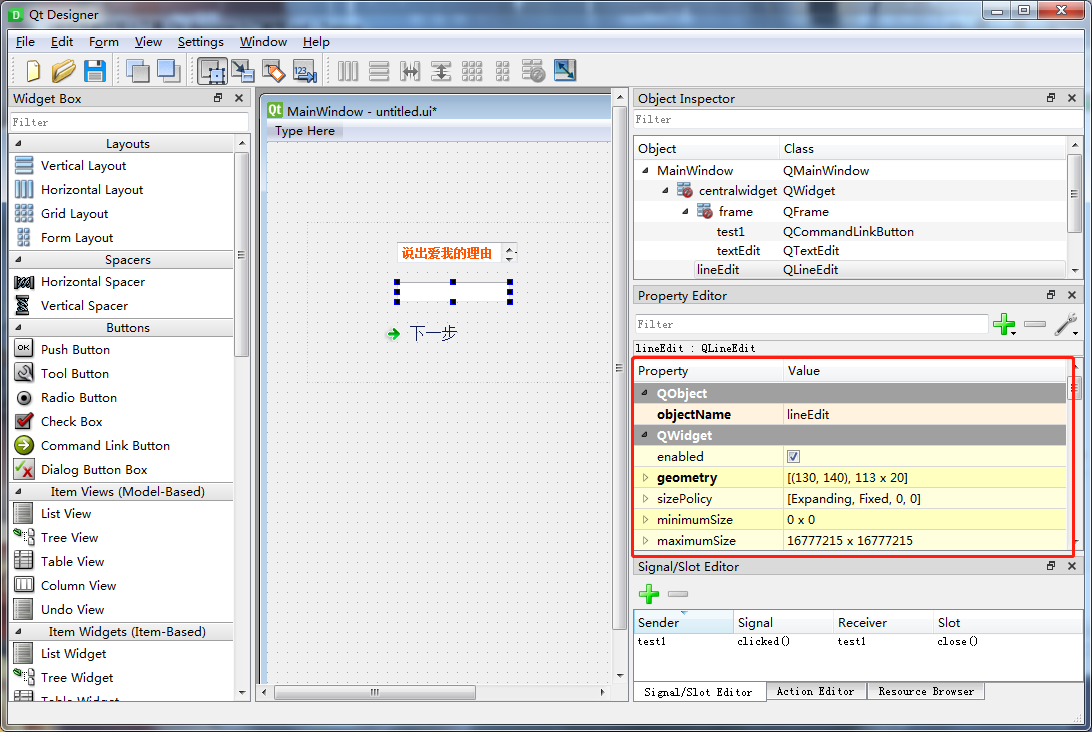 Qt Designer
File Edit Form View Settings Window Help
Widget Box
Filter
Layouts
Vertical Layout
Horizontal Layout
Grid Layout
Form Layout
Spacers
Horizontal Spacer
Vertical Spacer
Buttons
OK Push Button
Tool Button
Radio Button
Check Box
Command Link Button
Dialog Button Box
Item Views (Model-Based)
List View
Tree View
Table View
Column View
Undo View
Item Widgets (Item-Based)
List Widget
Tree Widget
Table Widget
Qt MainWindow - untitled.ui*
Type Here
说出爱我的理由
下一步
Object Inspector
Filter
Object Class
MainWindow QMainWindow
centralwidget QWidget
frame QFrame
test1 QCommandLinkButton
textEdit QTextEdit
lineEdit QLineEdit
Property Editor
Filter
lineEdit : QLineEdit
Property Value
QObject
objectName lineEdit
QWidget
enabled
geometry [(130, 140), 113 x 20]
sizePolicy [Expanding, Fixed, 0, 0]
minimumSize 0 x 0
maximumSize 16777215 x 16777215
Signal/Slot Editor
Sender Signal Receiver Slot
test1 clicked() test1 close()
Signal/Slot Editor Action Editor Resource Browser